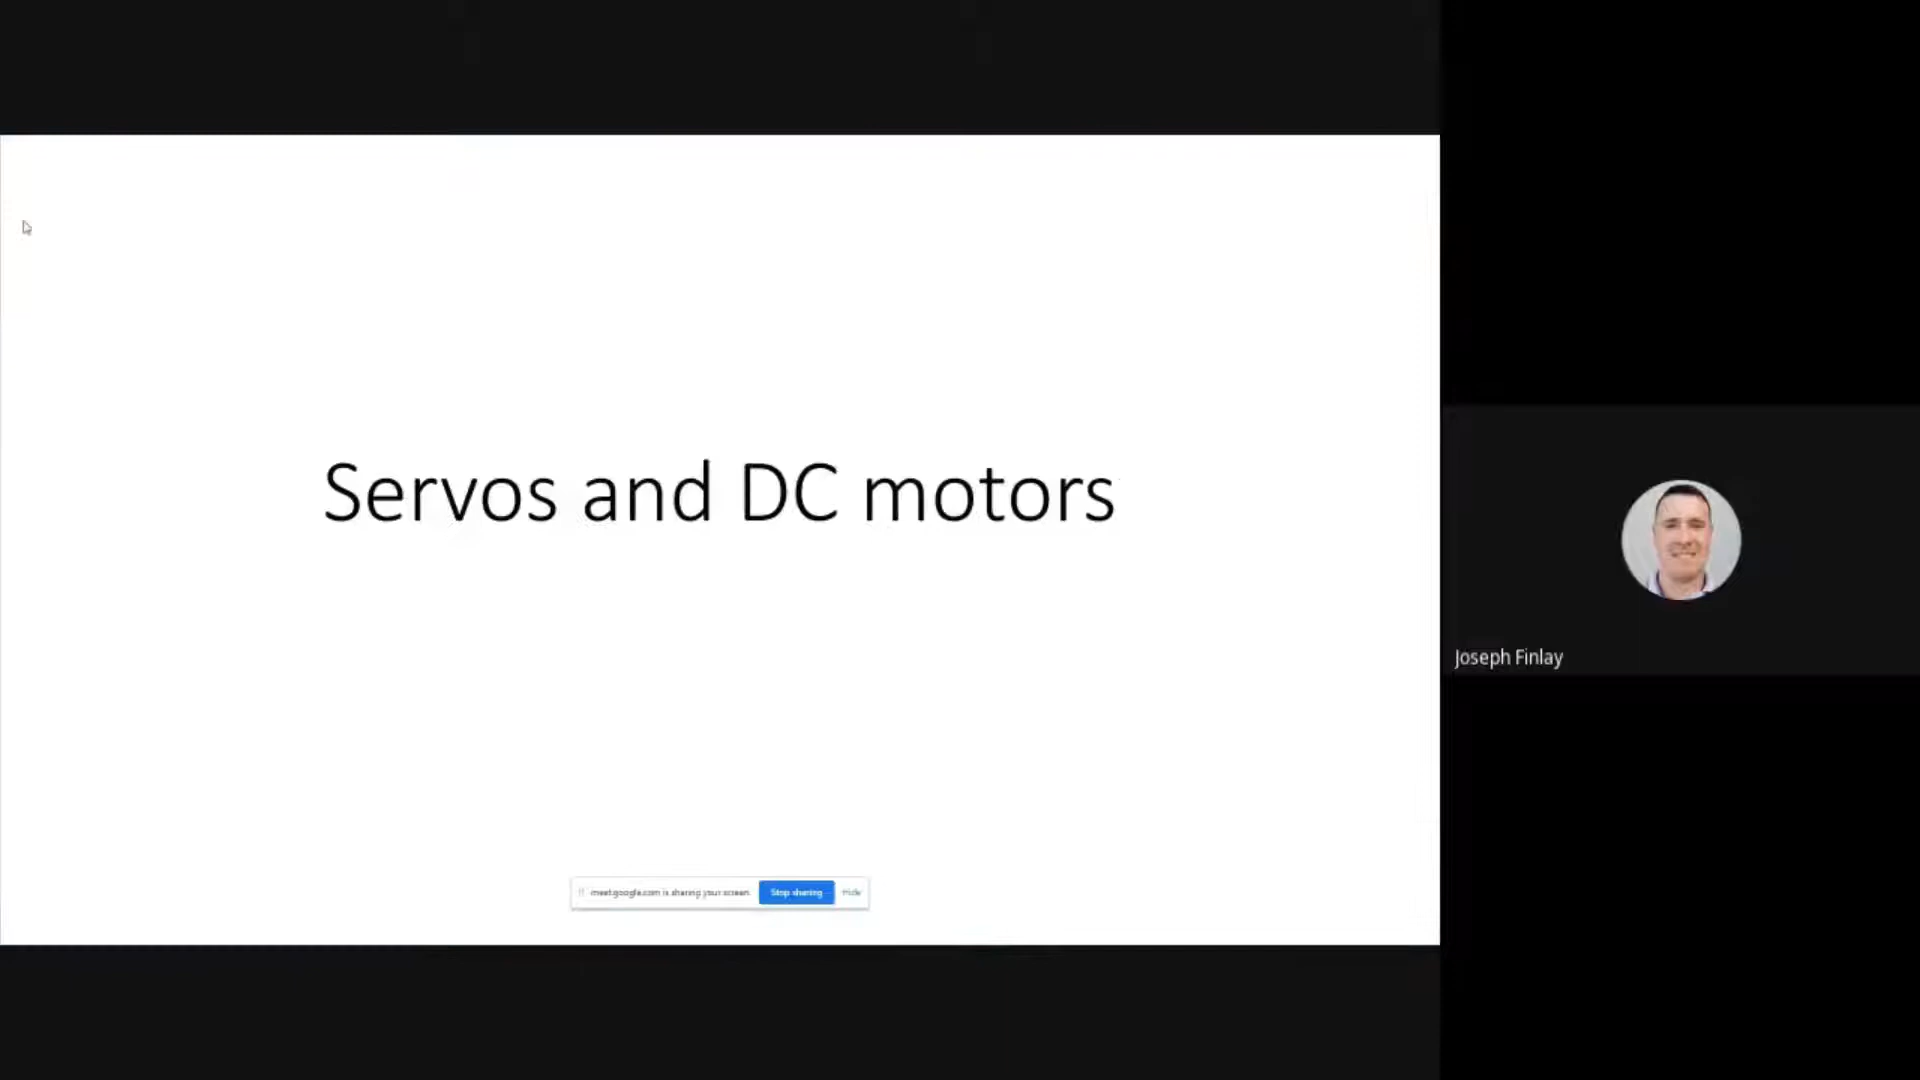 Servos and DC motors
Joseph Finlay
meet.google.com is sharing your screen. Stop sharing Hide